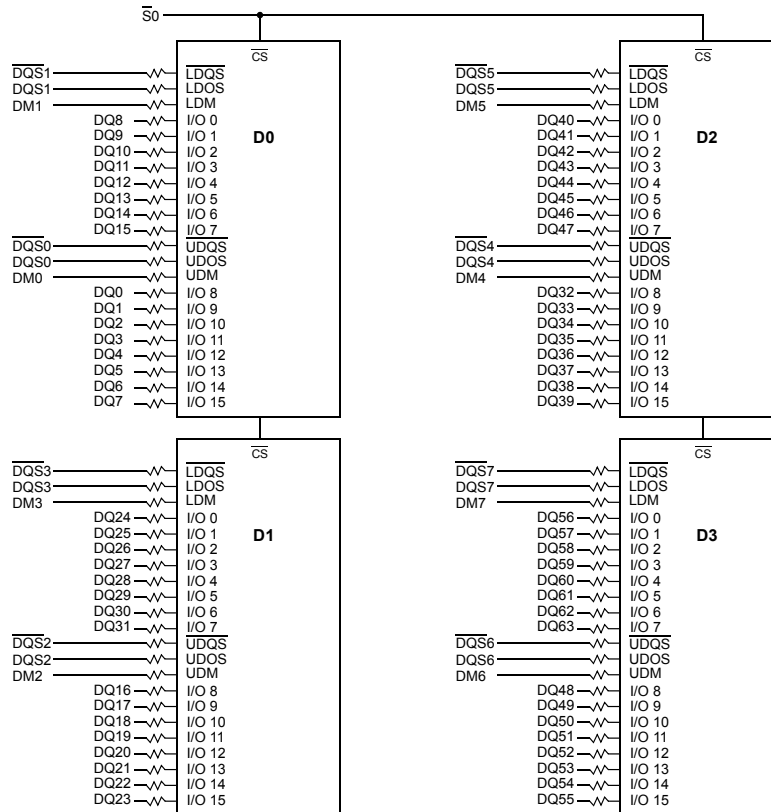 S0
CS
DQS1 LDQS
DQS1 LDOS
DM1 LDM
DQ8 I/O 0
DQ9 I/O 1
DQ10 I/O 2
DQ11 I/O 3
DQ12 I/O 4
DQ13 I/O 5
DQ14 I/O 6
DQ15 I/O 7
D0
DQS0 UDQS
DQS0 UDOS
DM0 UDM
DQ0 I/O 8
DQ1 I/O 9
DQ2 I/O 10
DQ3 I/O 11
DQ4 I/O 12
DQ5 I/O 13
DQ6 I/O 14
DQ7 I/O 15
CS
DQS3 LDQS
DQS3 LDOS
DM3 LDM
DQ24 I/O 0
DQ25 I/O 1
DQ26 I/O 2
DQ27 I/O 3
DQ28 I/O 4
DQ29 I/O 5
DQ30 I/O 6
DQ31 I/O 7
D1
DQS2 UDQS
DQS2 UDOS
DM2 UDM
DQ16 I/O 8
DQ17 I/O 9
DQ18 I/O 10
DQ19 I/O 11
DQ20 I/O 12
DQ21 I/O 13
DQ22 I/O 14
DQ23 I/O 15
CS
DQS5 LDQS
DQS5 LDOS
DM5 LDM
DQ40 I/O 0
DQ41 I/O 1
DQ42 I/O 2
DQ43 I/O 3
DQ44 I/O 4
DQ45 I/O 5
DQ46 I/O 6
DQ47 I/O 7
D2
DQS4 UDQS
DQS4 UDOS
DM4 UDM
DQ32 I/O 8
DQ33 I/O 9
DQ34 I/O 10
DQ35 I/O 11
DQ36 I/O 12
DQ37 I/O 13
DQ38 I/O 14
DQ39 I/O 15
CS
DQS7 LDQS
DQS7 LDOS
DM7 LDM
DQ56 I/O 0
DQ57 I/O 1
DQ58 I/O 2
DQ59 I/O 3
DQ60 I/O 4
DQ61 I/O 5
DQ62 I/O 6
DQ63 I/O 7
D3
DQS6 UDQS
DQS6 UDOS
DM6 UDM
DQ48 I/O 8
DQ49 I/O 9
DQ50 I/O 10
DQ51 I/O 11
DQ52 I/O 12
DQ53 I/O 13
DQ54 I/O 14
DQ55 I/O 15